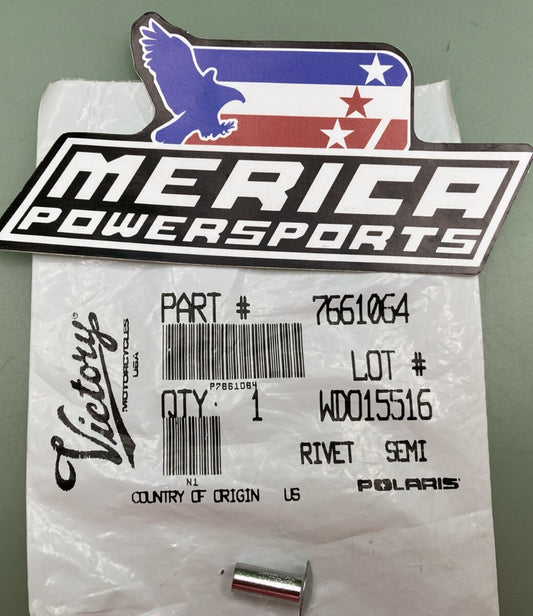 MERICA
POWERSPORTS
Victory®
MOTORCYCLES
USA
PART # 7661064
P7661064
LOT #
QTY: 1 WD015516
N1
RIVET SEMI
COUNTRY OF ORIGIN US
POLARIS